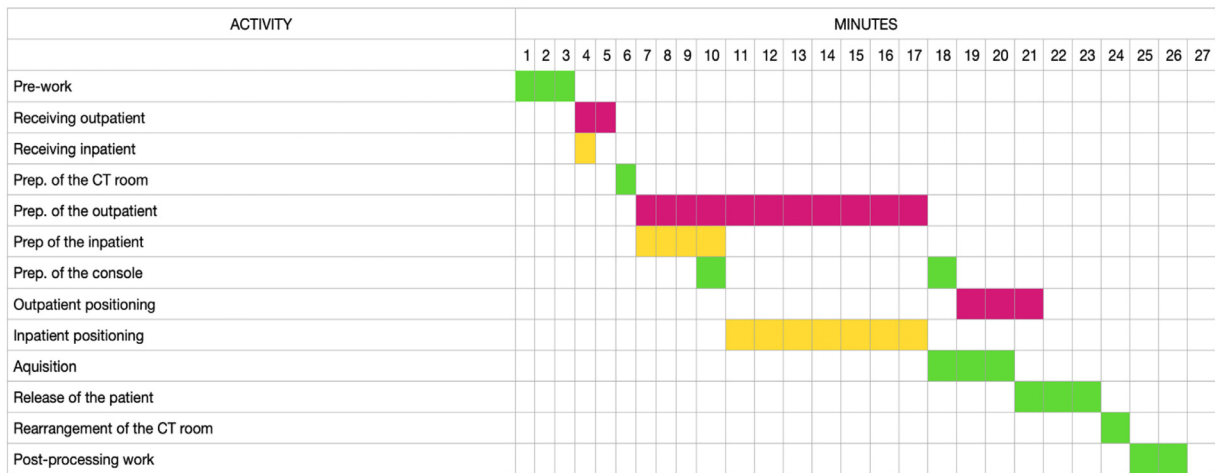 ACTIVITY MINUTES
1 2 3 4 5 6 7 8 9 10 11 12 13 14 15 16 17 18 19 20 21 22 23 24 25 26 27
Pre-work
Receiving outpatient
Receiving inpatient
Prep. of the CT room
Prep. of the outpatient
Prep of the inpatient
Prep. of the console
Outpatient positioning
Inpatient positioning
Aquisition
Release of the patient
Rearrangement of the CT room
Post-processing work